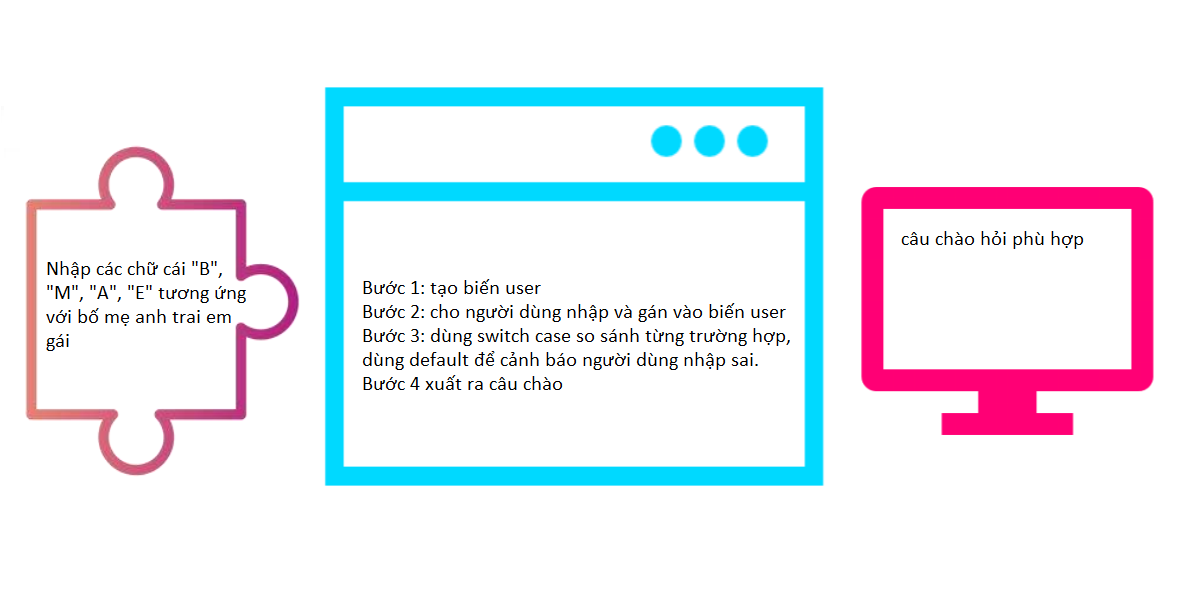 Nhập các chữ cái "B",
"M", "A", "E" tương ứng
với bố mẹ anh trai em
gái
Bước 1: tạo biến user
Bước 2: cho người dùng nhập và gán vào biến user
Bước 3: dùng switch case so sánh từng trường hợp,
dùng default để cảnh báo người dùng nhập sai.
Bước 4 xuất ra câu chào
câu chào hỏi phù hợp